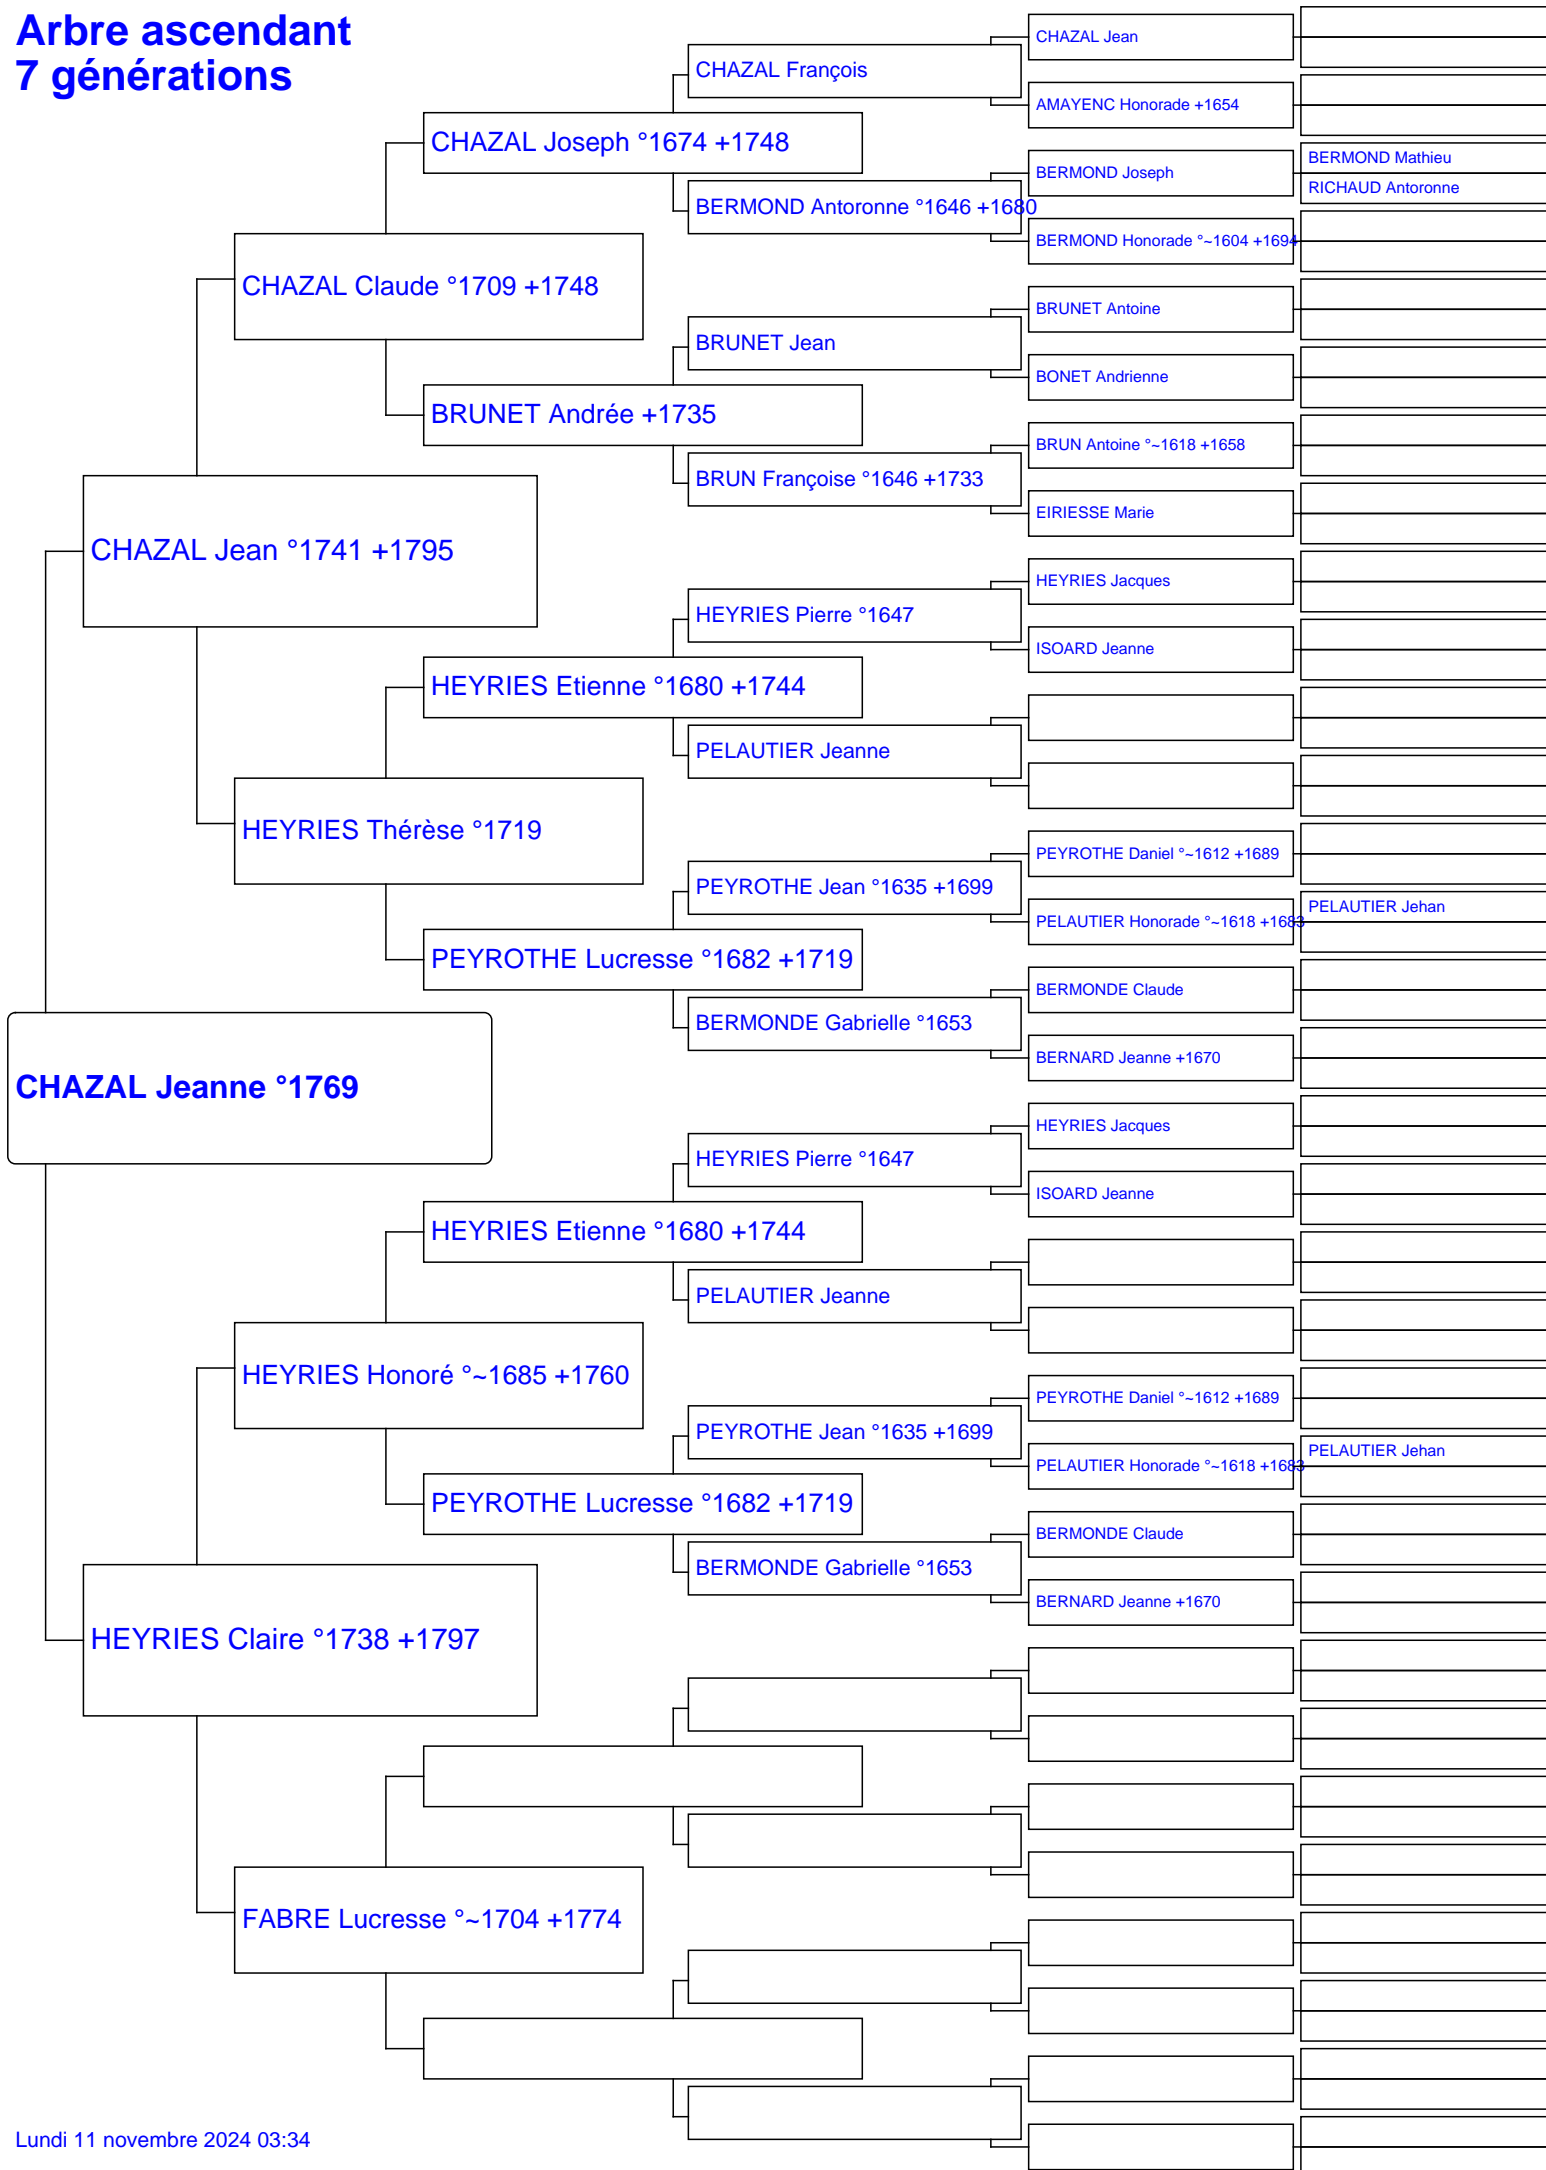 Arbre ascendant
7 générations
CHAZAL Jeanne °1769
CHAZAL Jean °1741 +1795
HEYRIES Claire °1738 +1797
CHAZAL Claude °1709 +1748
HEYRIES Thérèse °1719
HEYRIES Honoré °~1685 +1760
FABRE Lucresse °~1704 +1774
CHAZAL Joseph °1674 +1748
BRUNET Andrée +1735
HEYRIES Etienne °1680 +1744
PEYROTHE Lucresse °1682 +1719
HEYRIES Etienne °1680 +1744
PEYROTHE Lucresse °1682 +1719
CHAZAL François
BERMOND Antoronne °1646 +1680
BRUNET Jean
BRUN Françoise °1646 +1733
HEYRIES Pierre °1647
PELAUTIER Jeanne
PEYROTHE Jean °1635 +1699
BERMONDE Gabrielle °1653
HEYRIES Pierre °1647
PELAUTIER Jeanne
PEYROTHE Jean °1635 +1699
BERMONDE Gabrielle °1653
CHAZAL Jean
AMAYENC Honorade +1654
BERMOND Joseph
BERMOND Honorade °~1604 +1694
BRUNET Antoine
BONET Andrienne
BRUN Antoine °~1618 +1658
EIRIESSE Marie
HEYRIES Jacques
ISOARD Jeanne
PEYROTHE Daniel °~1612 +1689
PELAUTIER Honorade °~1618 +1683
BERMONDE Claude
BERNARD Jeanne +1670
HEYRIES Jacques
ISOARD Jeanne
PEYROTHE Daniel °~1612 +1689
PELAUTIER Honorade °~1618 +1683
BERMONDE Claude
BERNARD Jeanne +1670
BERMOND Mathieu
RICHAUD Antoronne
PELAUTIER Jehan
PELAUTIER Jehan
Lundi 11 novembre 2024 03:34